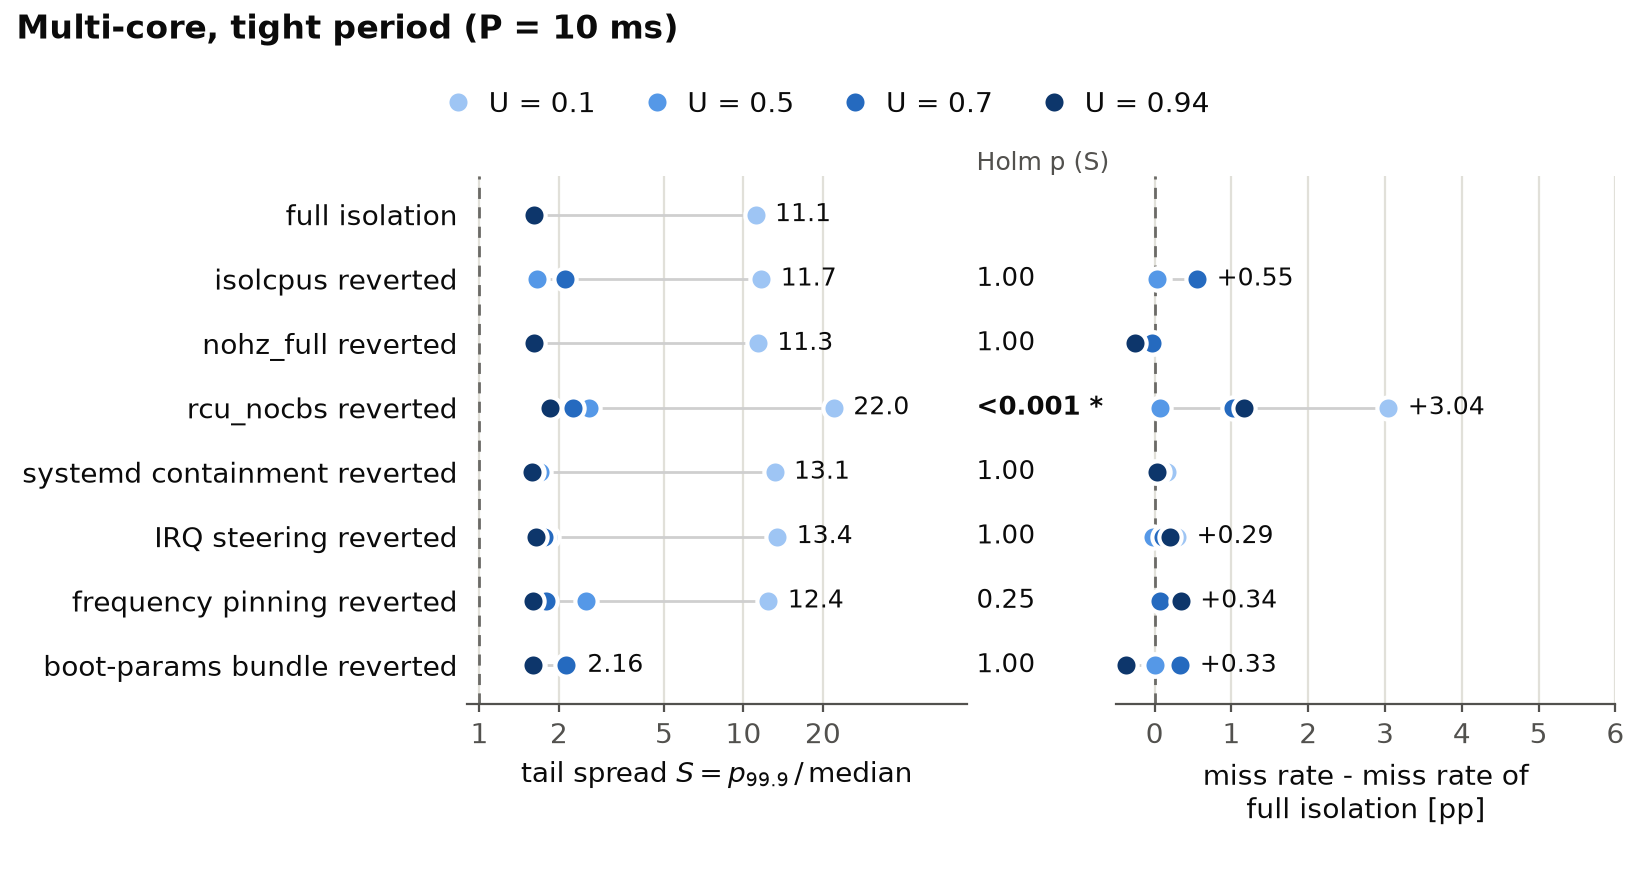 Multi-core, tight period (P = 10 ms)
U = 0.1 U = 0.5 U = 0.7 U = 0.94
Holm p (S)
full isolation 11.1
isolcpus reverted 11.7 1.00 +0.55
nohz_full reverted 11.3 1.00
rcu_nocbs reverted 22.0 <0.001 * +3.04
systemd containment reverted 13.1 1.00
IRQ steering reverted 13.4 1.00 +0.29
frequency pinning reverted 12.4 0.25 +0.34
boot-params bundle reverted 2.16 1.00 +0.33
1 2 5 10 20 0 1 2 3 4 5 6
tail spread S = p99.9 / median
miss rate - miss rate of
full isolation [pp]